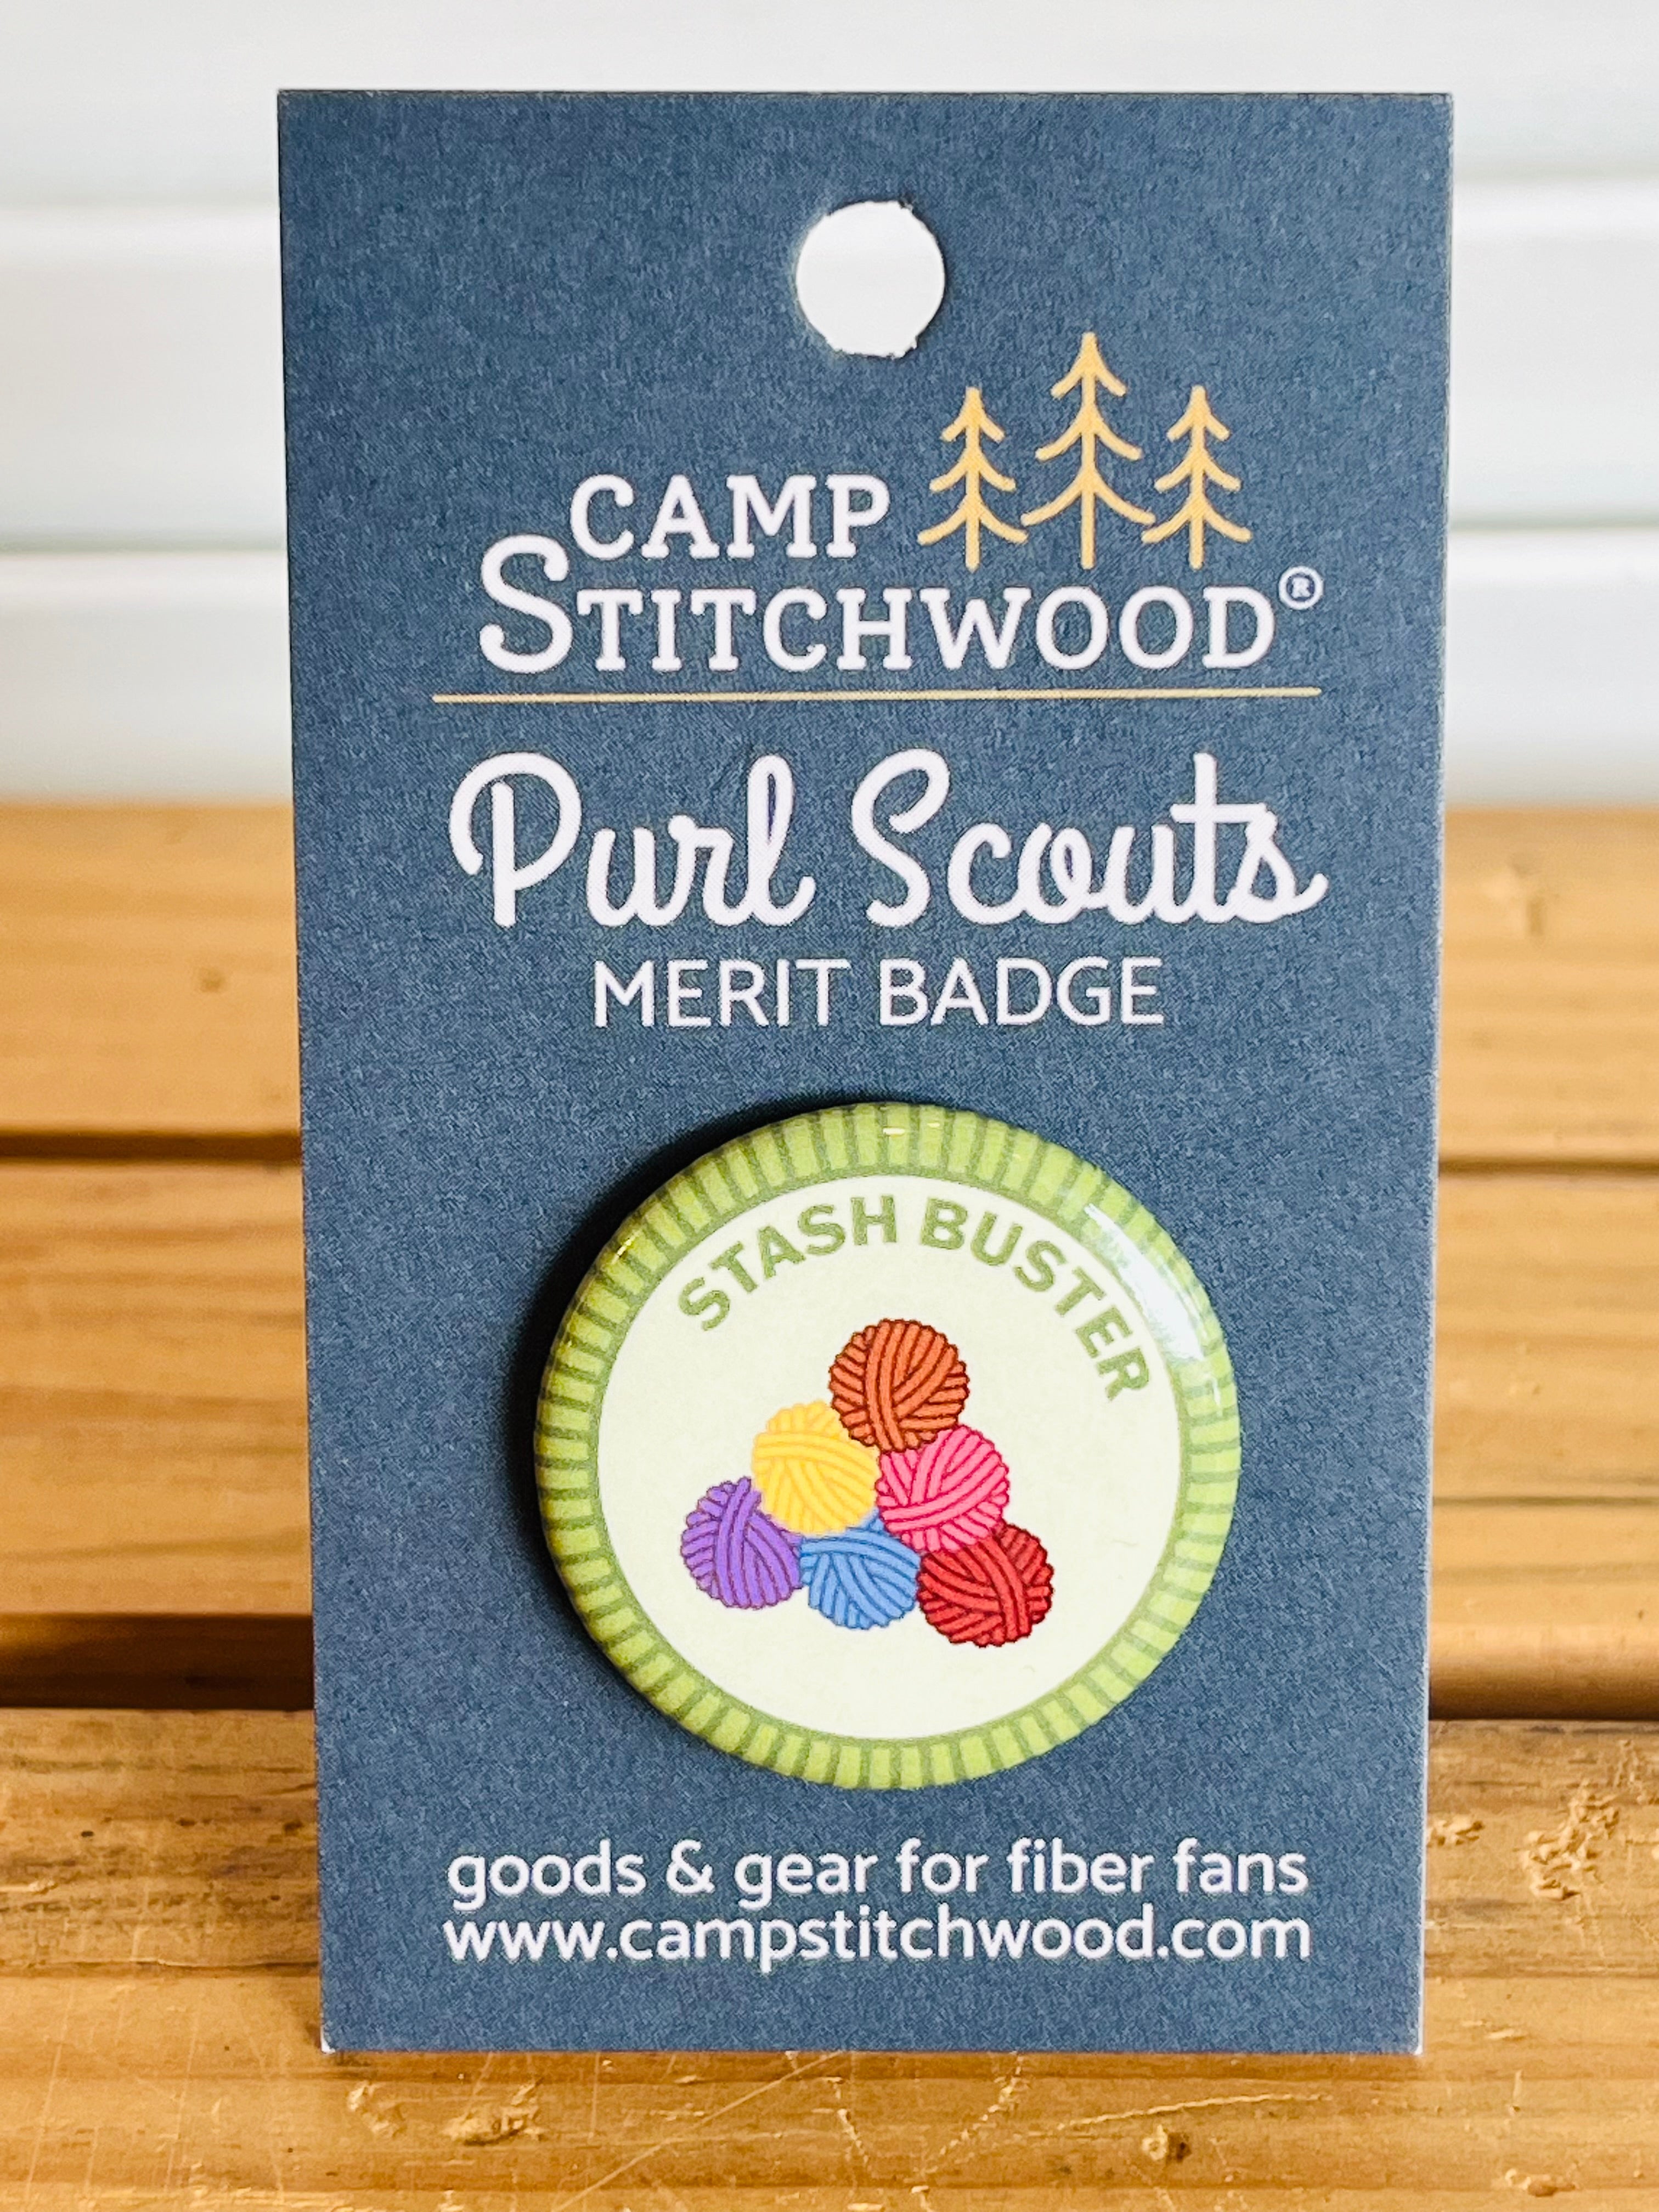 CAMP
STITCHWOOD®
Purl Scouts
MERIT BADGE
STASH BUSTER
goods & gear for fiber fans
www.campstitchwood.com